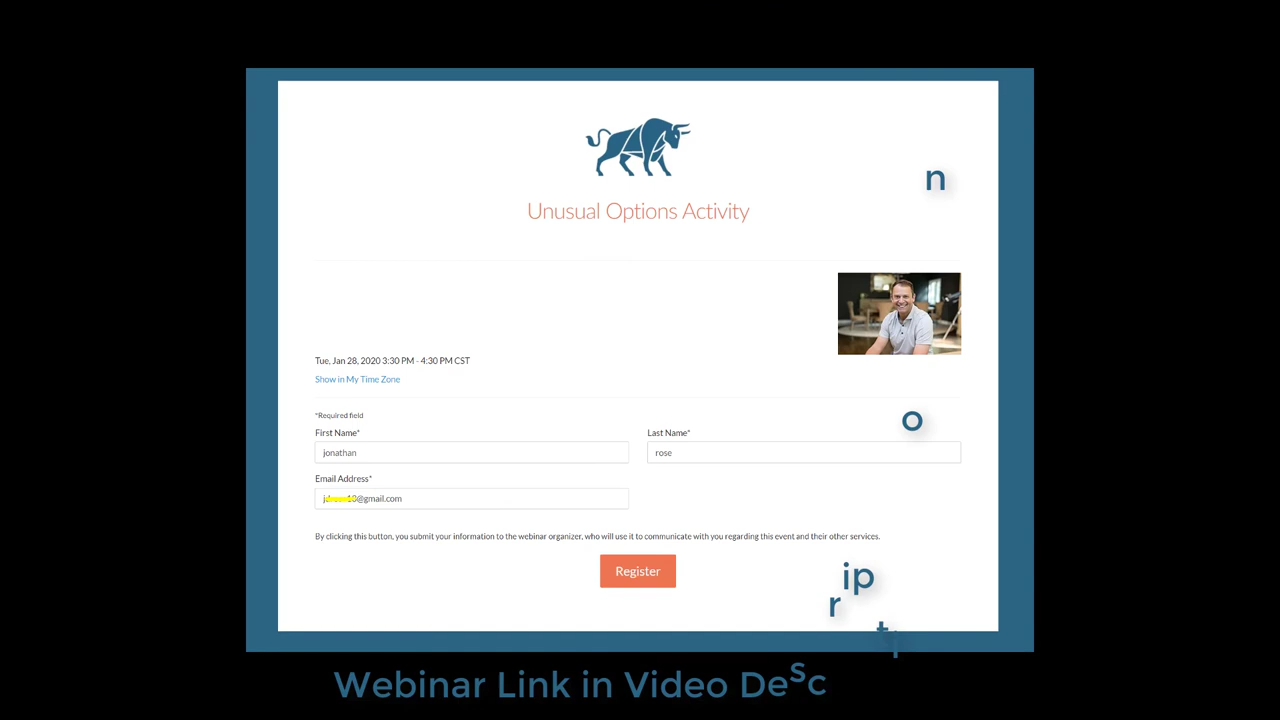 Unusual Options Activity
Tue, Jan 28, 2020 3:30 PM - 4:30 PM CST
Show in My Time Zone
*Required field
First Name* Last Name*
jonathan rose
Email Address*
@gmail.com
By clicking this button, you submit your information to the webinar organizer, who will use it to communicate with you regarding this event and their other services.
Register
Webinar Link in Video Description